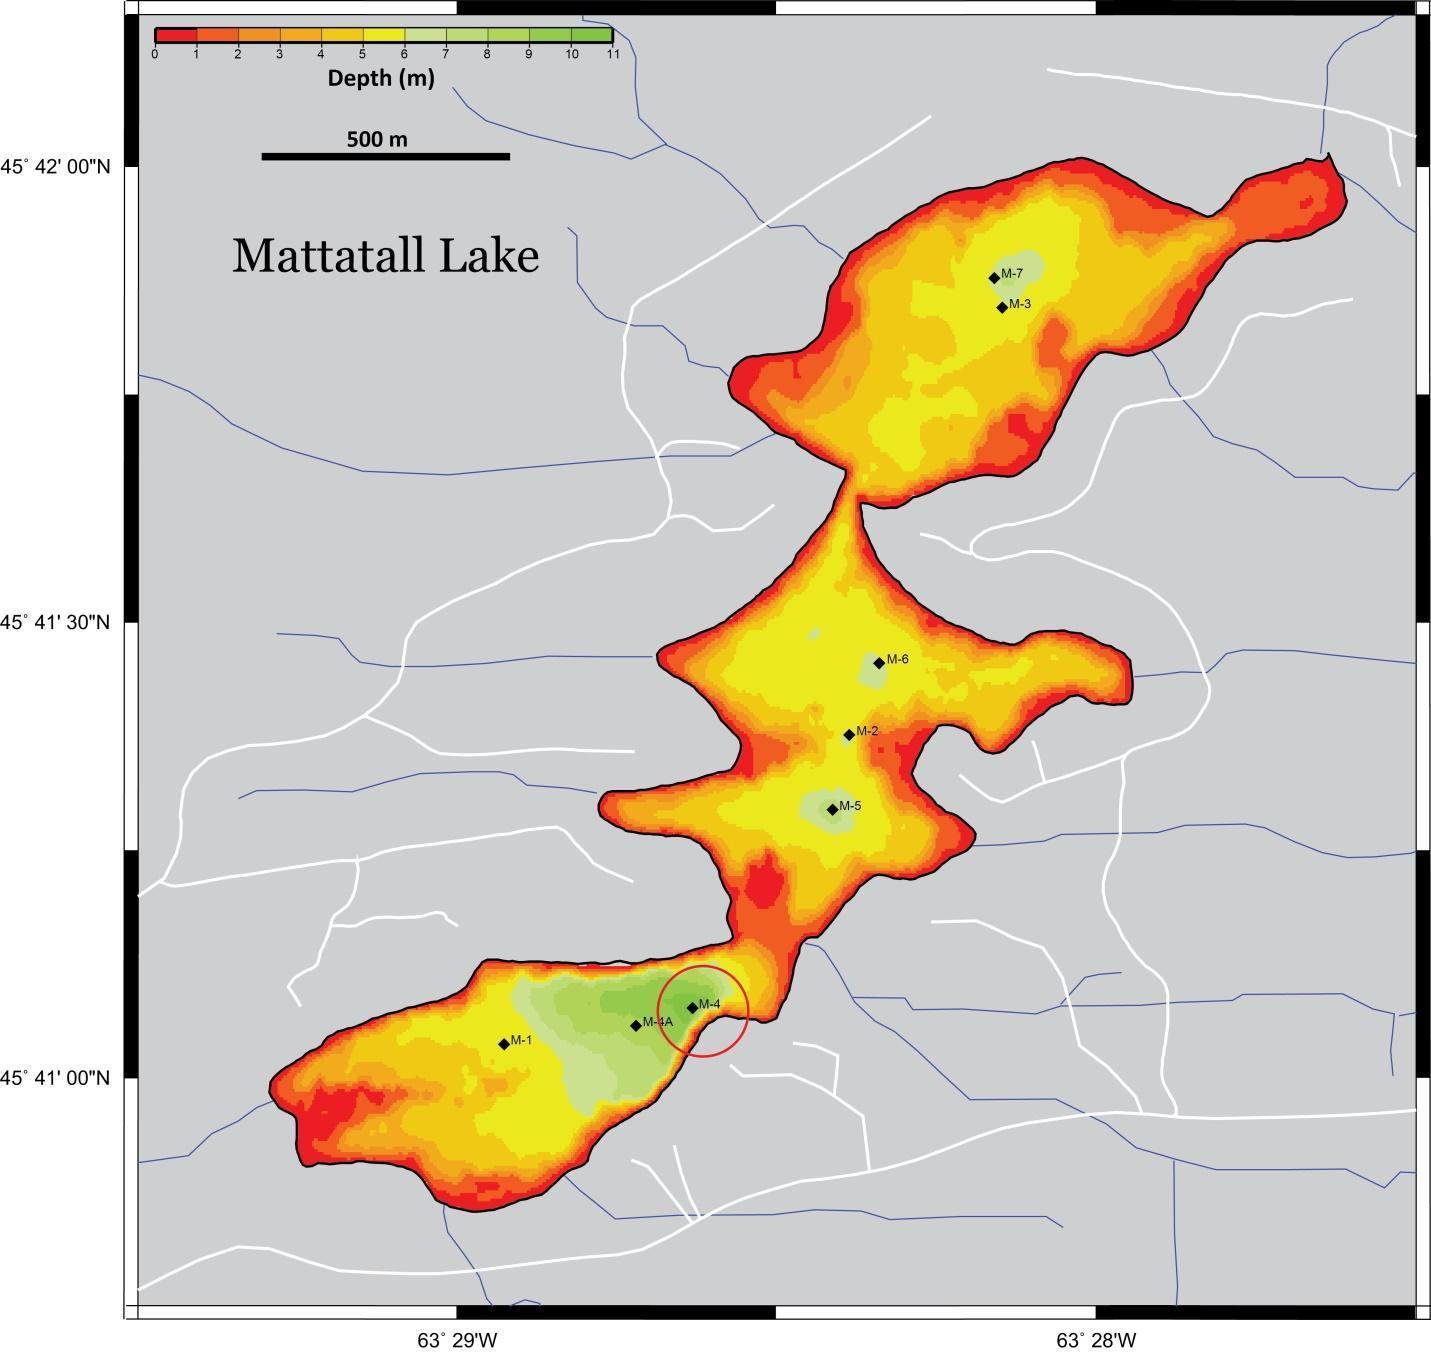 0 1 2 3 4 5 6 7 8 9 10 11
Depth (m)
500 m
45° 42' 00"N
Mattatall Lake
M-7
M-3
45° 41' 30"N
M-6
M-2
M-5
M-4
M-4A
M-1
45° 41' 00"N
63° 29'W 63° 28'W